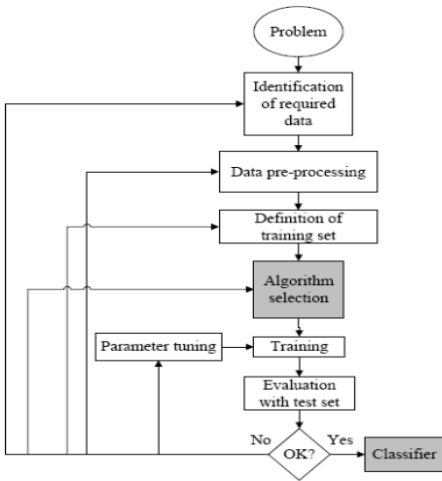 Problem
Identification
of required
data
Data pre-processing
Definition of
training set
Algorithm
selection
Parameter tuning
Training
Evaluation
with test set
No
OK?
Yes
Classifier